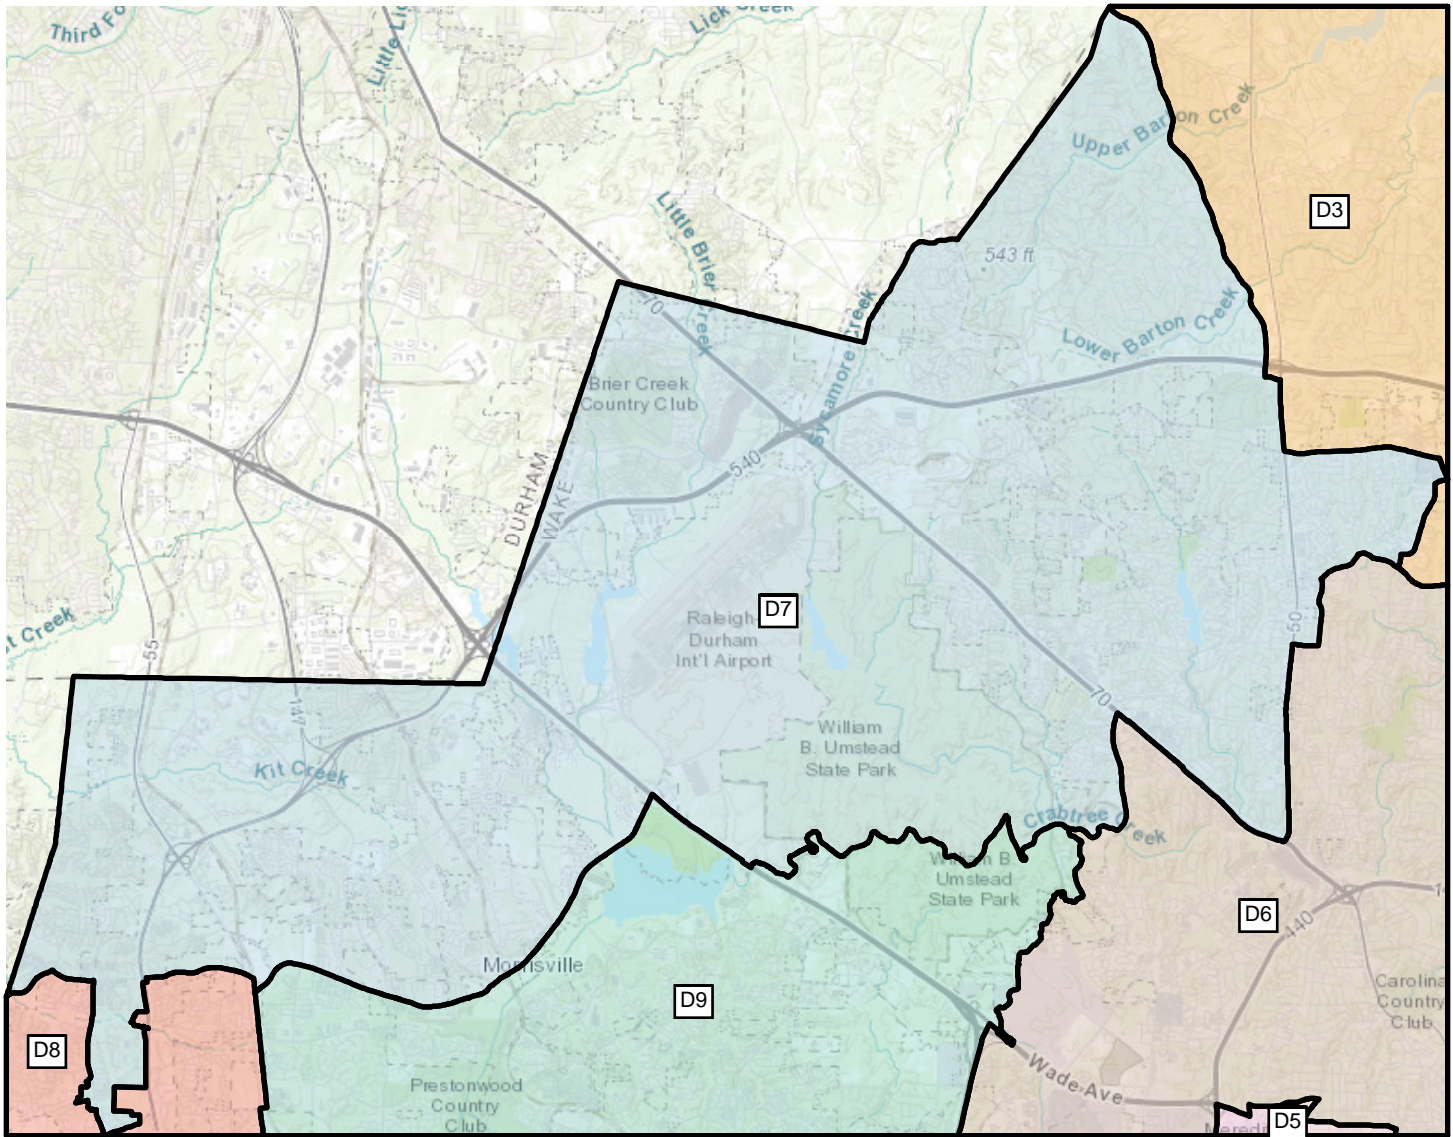 Third Fo
Little Lic
Lick Creek
Upper Barton Creek
D3
Little Brier Creek
543 ft
70
Sycamore Creek
Lower Barton Creek
Brier Creek
Country Club
540
DURHAM
WAKE
t Creek
55
50
D7
Raleigh-
Durham
Int'l Airport
70
147
William
B. Umstead
State Park
Kit Creek
Crabtree Creek
William B.
Umstead
State Park
D6
440
Morrisville
D9
Carolina
Country
Club
D8
Wade Ave
Prestonwood
Country
Club
D5